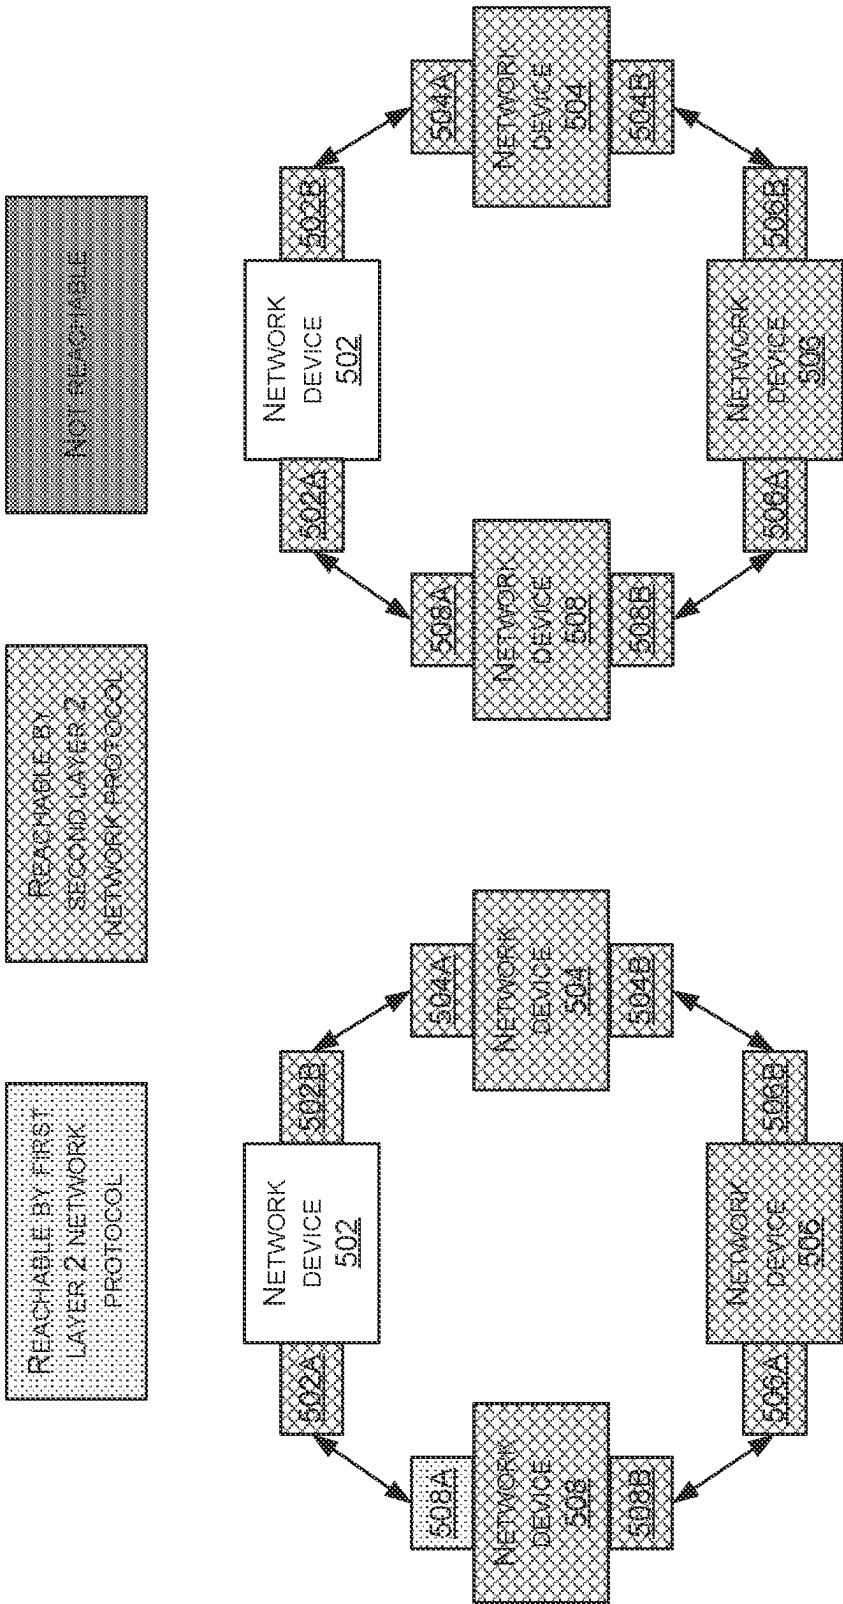 REACHABLE BY FIRST
LAYER 2 NETWORK
PROTOCOL
REACHABLE BY
SECOND LAYER 2
NETWORK PROTOCOL
NOT REACHABLE
502A
NETWORK
DEVICE
502
502B
508A
NETWORK
DEVICE
508
508B
504A
NETWORK
DEVICE
504
504B
506A
NETWORK
DEVICE
506
506B
502A
NETWORK
DEVICE
502
502B
508A
NETWORK
DEVICE
508
508B
504A
NETWORK
DEVICE
504
504B
506A
NETWORK
DEVICE
506
506B